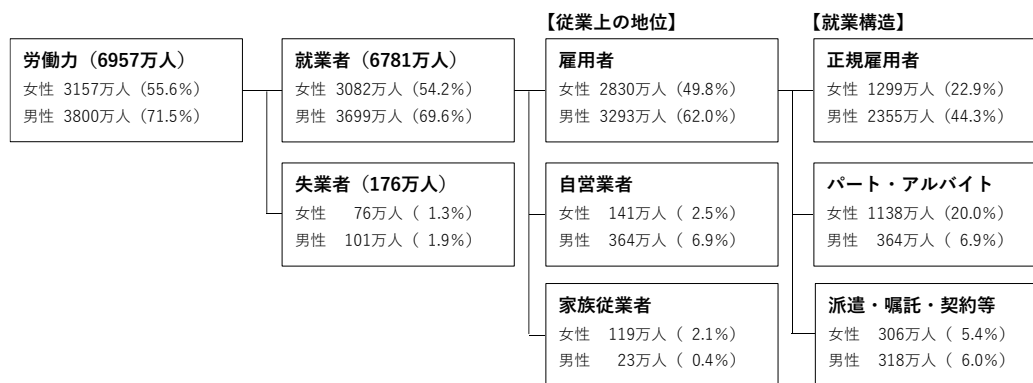 【従業上の地位】
【就業構造】
労働力（6957万人）
女性 3157万人（55.6%）
男性 3800万人（71.5%）
就業者（6781万人）
女性 3082万人（54.2%）
男性 3699万人（69.6%）
雇用者
女性 2830万人（49.8%）
男性 3293万人（62.0%）
正規雇用者
女性 1299万人（22.9%）
男性 2355万人（44.3%）
失業者（176万人）
女性 76万人（ 1.3%）
男性 101万人（ 1.9%）
自営業者
女性 141万人（ 2.5%）
男性 364万人（ 6.9%）
パート・アルバイト
女性 1138万人（20.0%）
男性 364万人（ 6.9%）
家族従業者
女性 119万人（ 2.1%）
男性 23万人（ 0.4%）
派遣・嘱託・契約等
女性 306万人（ 5.4%）
男性 318万人（ 6.0%）